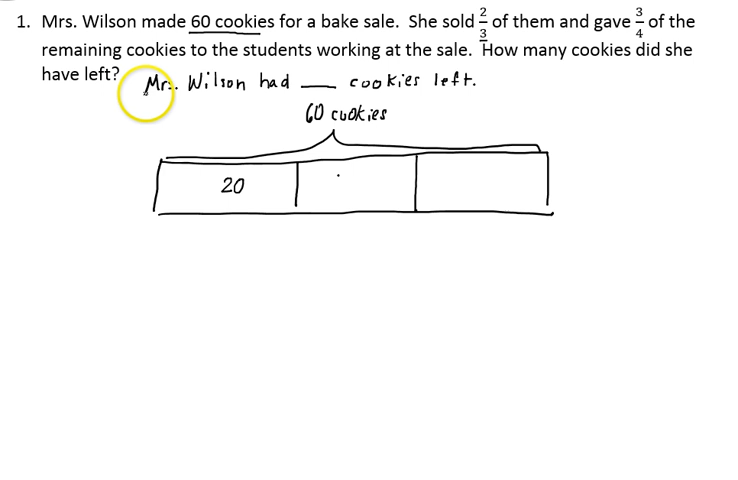 1. Mrs. Wilson made 60 cookies for a bake sale. She sold 2/3 of them and gave 3/4 of the
remaining cookies to the students working at the sale. How many cookies did she
have left?
Mrs. Wilson had ___ cookies left.
60 cookies
20